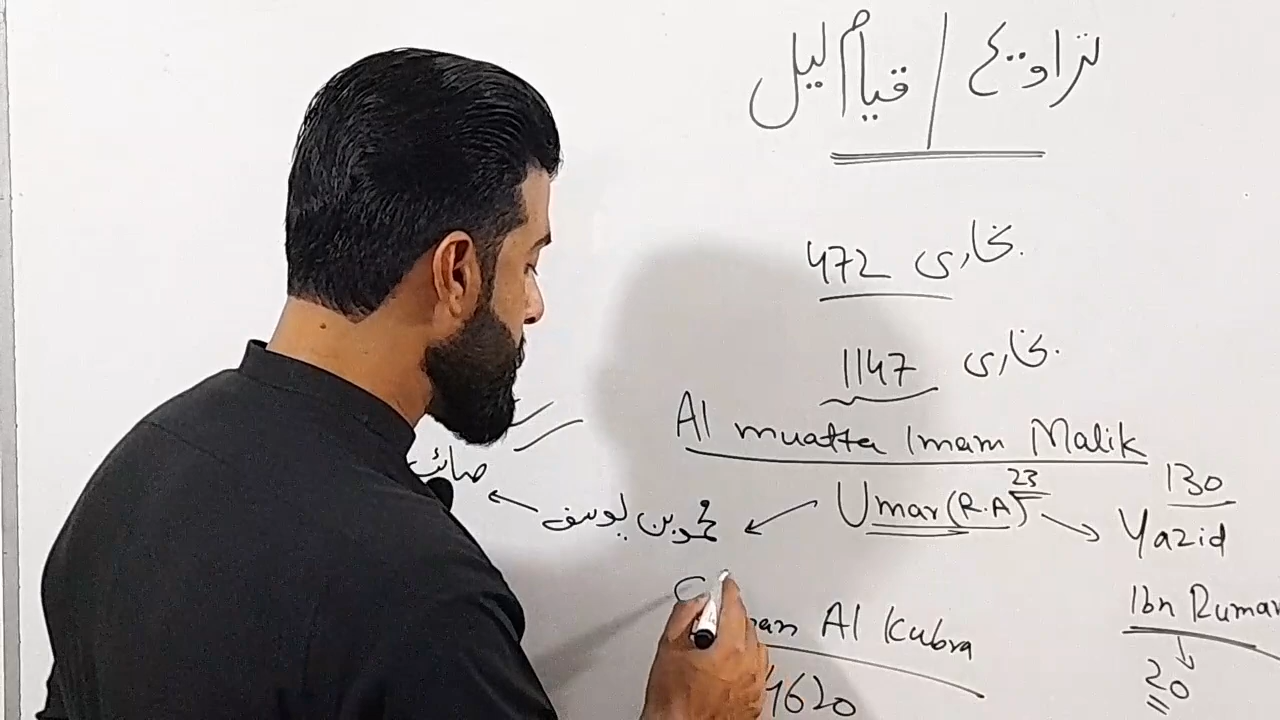 تراویح / قیام لیل
بخاری 472
بخاری 1147
Al muatta Imam Malik
130
Umar (R.A) 23
Yazid
محمد بن یوسف
صائب
Al Kubra
Ibn Ruman
20
4620